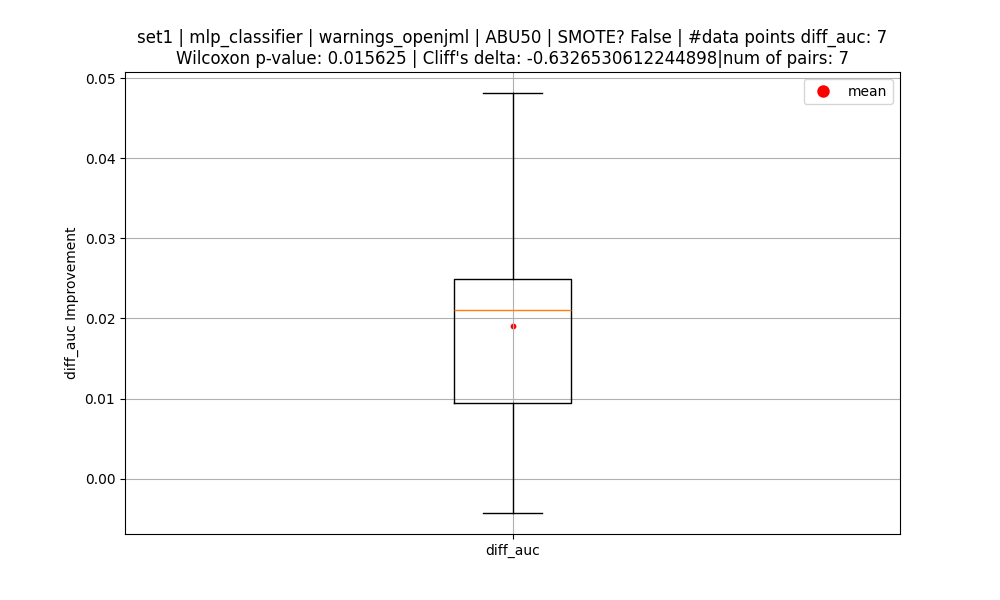 set1 | mlp_classifier | warnings_openjml | ABU50 | SMOTE? False | #data points diff_auc: 7
Wilcoxon p-value: 0.015625 | Cliff's delta: -0.6326530612244898|num of pairs: 7
mean
0.05
0.04
0.03
0.02
0.01
0.00
diff_auc Improvement
diff_auc